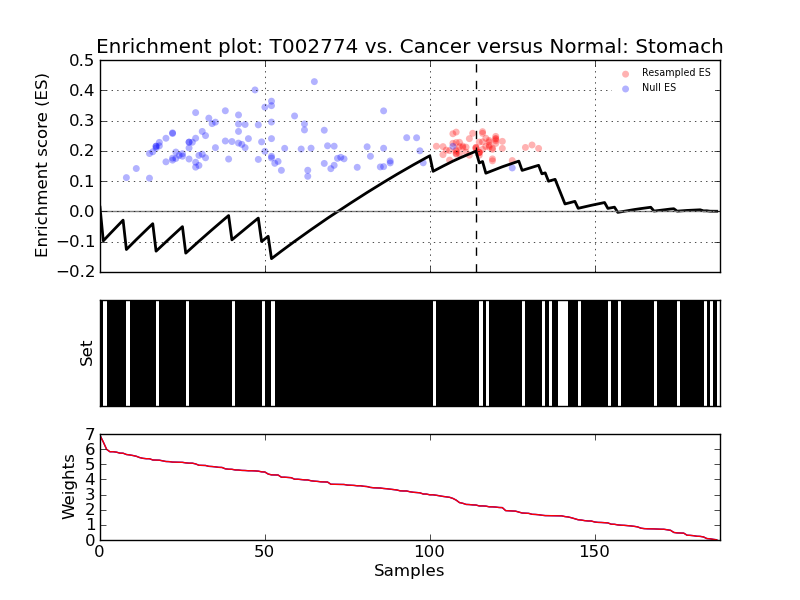 Enrichment plot: T002774 vs. Cancer versus Normal: Stomach
Enrichment score (ES)
0.5
0.4
0.3
0.2
0.1
0.0
−0.1
−0.2
Resampled ES
Null ES
Set
Weights
7
6
5
4
3
2
1
0
0 50 100 150
Samples